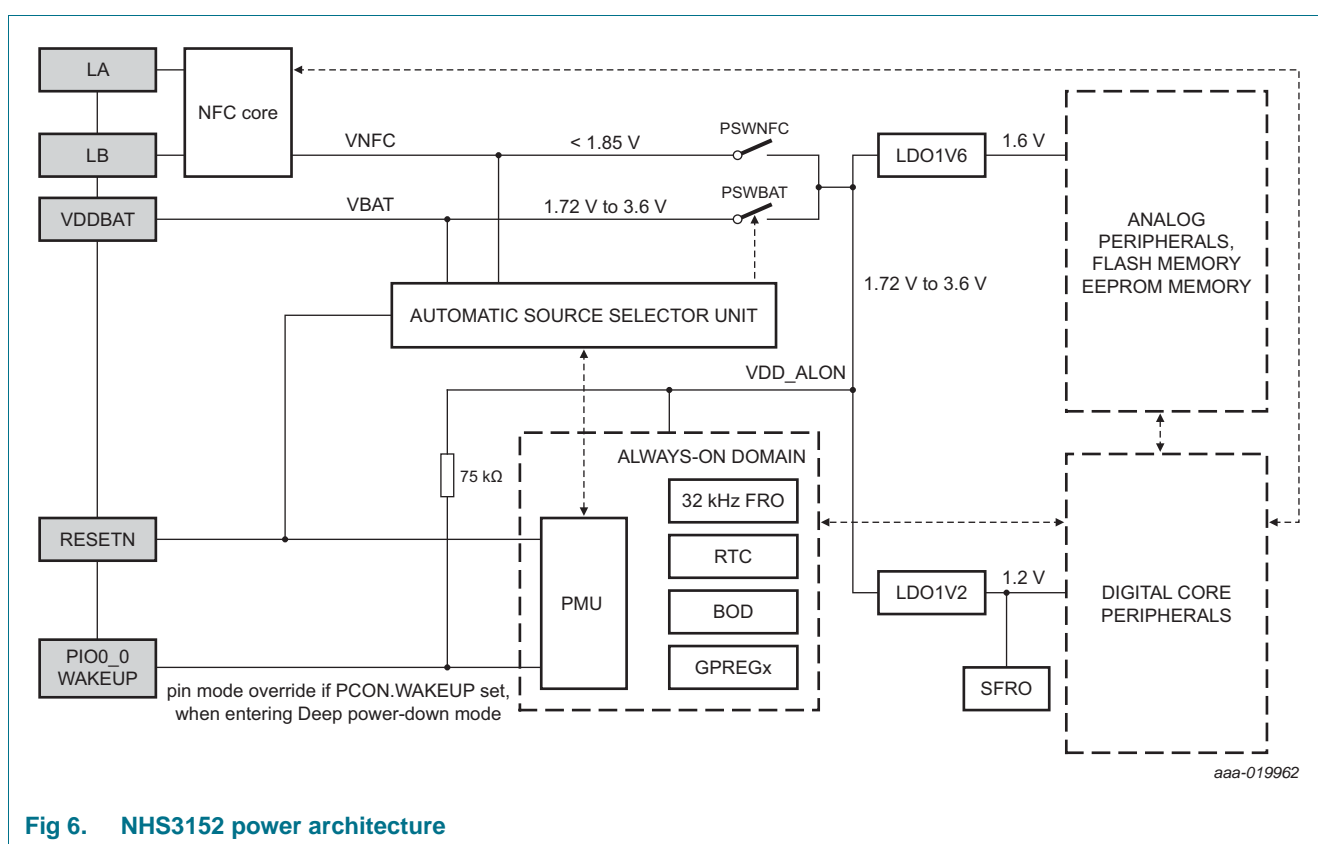 LA
NFC core
LB
VDDBAT
VNFC
< 1.85 V
PSWNFC
VBAT
1.72 V to 3.6 V
PSWBAT
LDO1V6
1.6 V
ANALOG
PERIPHERALS,
FLASH MEMORY
EEPROM MEMORY
1.72 V to 3.6 V
AUTOMATIC SOURCE SELECTOR UNIT
VDD_ALON
75 kΩ
ALWAYS-ON DOMAIN
32 kHz FRO
RTC
BOD
GPREGx
PMU
RESETN
PIO0_0
WAKEUP
pin mode override if PCON.WAKEUP set,
when entering Deep power-down mode
LDO1V2
1.2 V
SFRO
DIGITAL CORE
PERIPHERALS
aaa-019962
Fig 6. NHS3152 power architecture